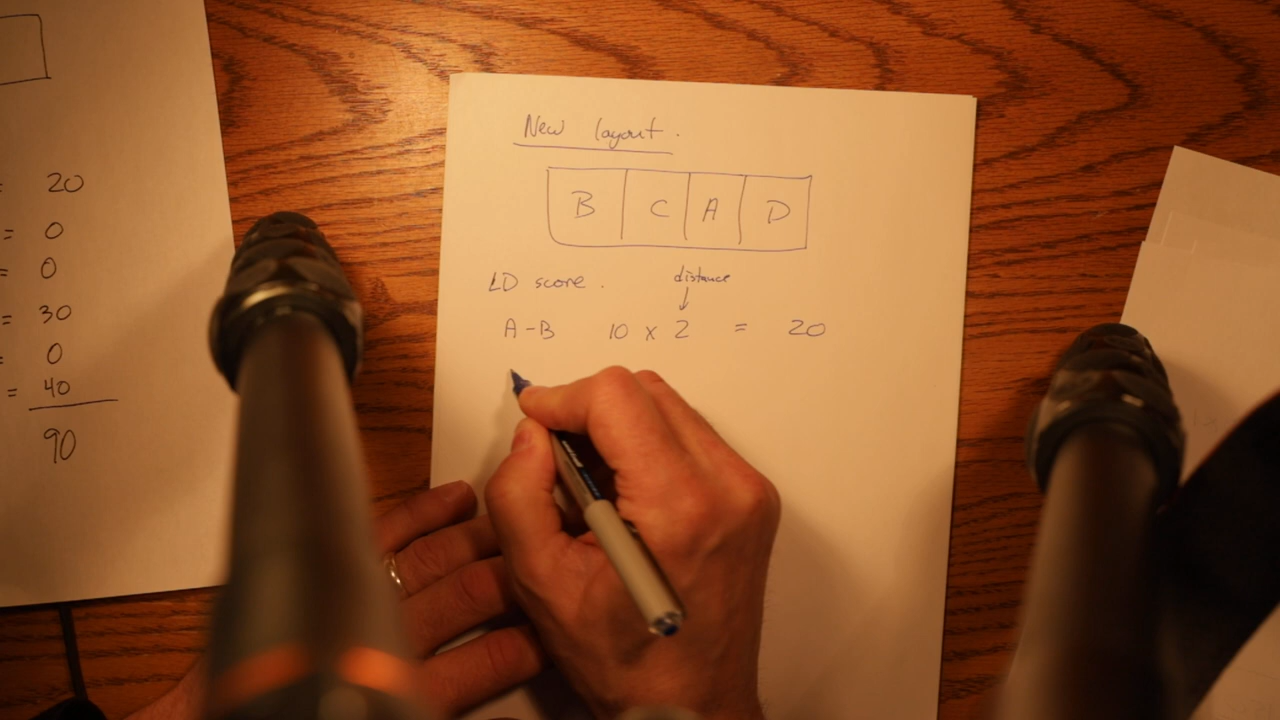 = 20
= 0
= 0
= 30
= 0
= 40
90
New layout.
B C A D
LD score.
distance
A-B 10 x 2 = 20